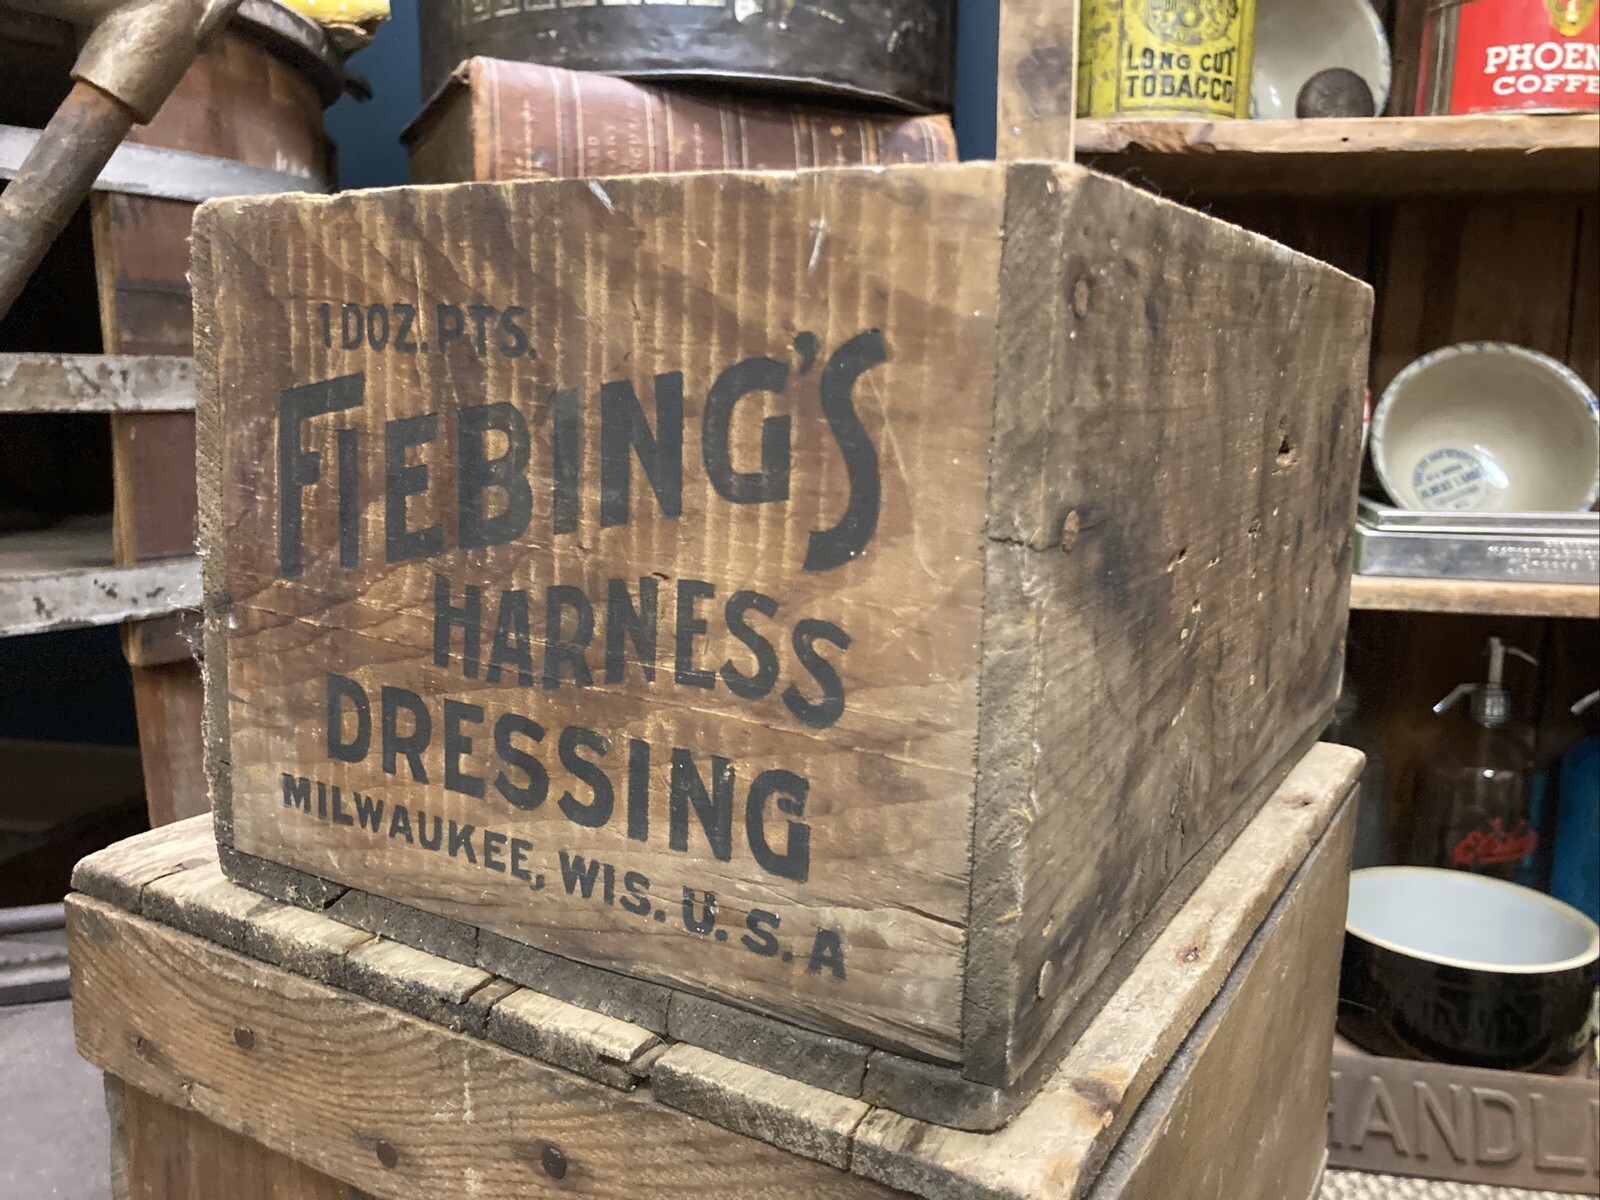 1 DOZ. PTS.
FIEBING'S
HARNESS
DRESSING
MILWAUKEE, WIS. U.S.A
LONG CUT
TOBACCO
PHOEN
COFFE
HANDL